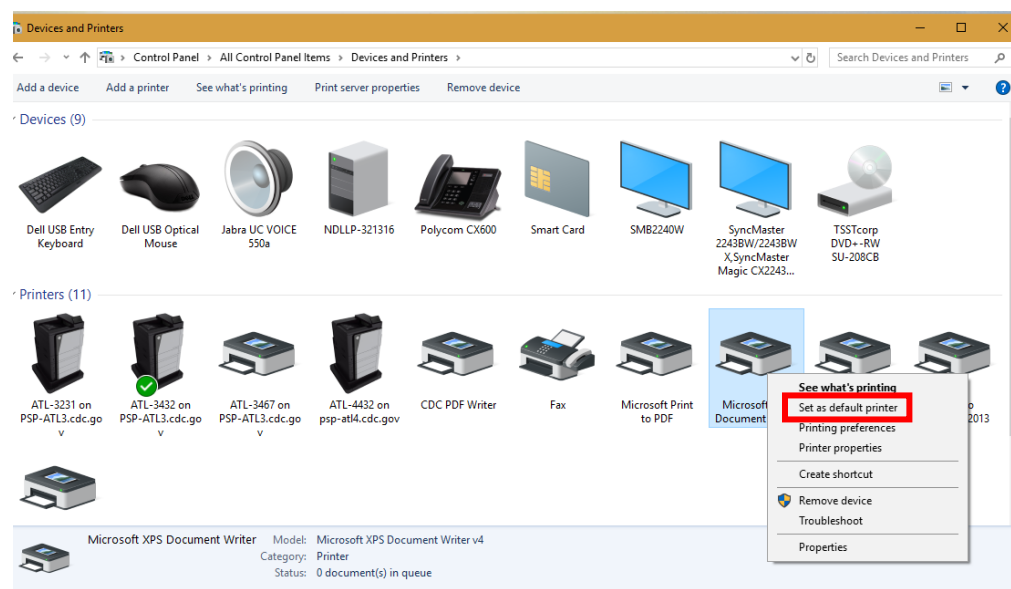 Devices and Printers
Control Panel > All Control Panel Items > Devices and Printers >
Search Devices and Printers
Add a device
Add a printer
See what's printing
Print server properties
Remove device
Devices (9)
Dell USB Entry
Keyboard
Dell USB Optical
Mouse
Jabra UC VOICE
550a
NDLLP-321316
Polycom CX600
Smart Card
SMB2240W
SyncMaster
2243BW/2243BW
X,SyncMaster
Magic CX2243...
TSSTcorp
DVD+-RW
SU-208CB
Printers (11)
ATL-3231 on
PSP-ATL3.cdc.go
v
ATL-3432 on
PSP-ATL3.cdc.go
v
ATL-3467 on
PSP-ATL3.cdc.go
v
ATL-4432 on
psp-atl4.cdc.gov
CDC PDF Writer
Fax
Microsoft Print
to PDF
Microsoft
Document
2013
See what's printing
Set as default printer
Printing preferences
Printer properties
Create shortcut
Remove device
Troubleshoot
Properties
Microsoft XPS Document Writer
Model: Microsoft XPS Document Writer v4
Category: Printer
Status: 0 document(s) in queue